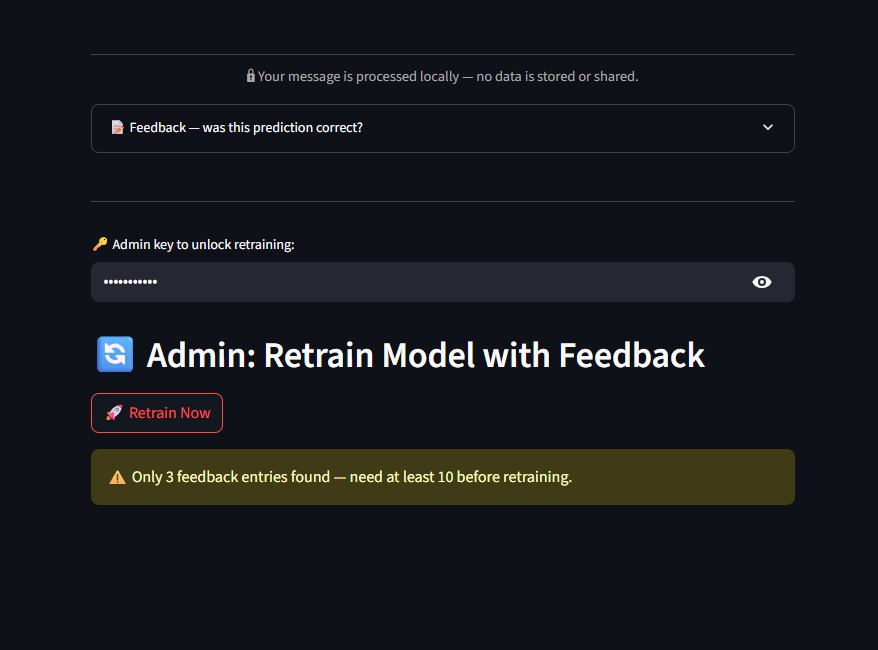 🔒 Your message is processed locally — no data is stored or shared.
📝 Feedback — was this prediction correct?
🔑 Admin key to unlock retraining:
•••••••••••
🔄 Admin: Retrain Model with Feedback
🚀 Retrain Now
⚠️ Only 3 feedback entries found — need at least 10 before retraining.